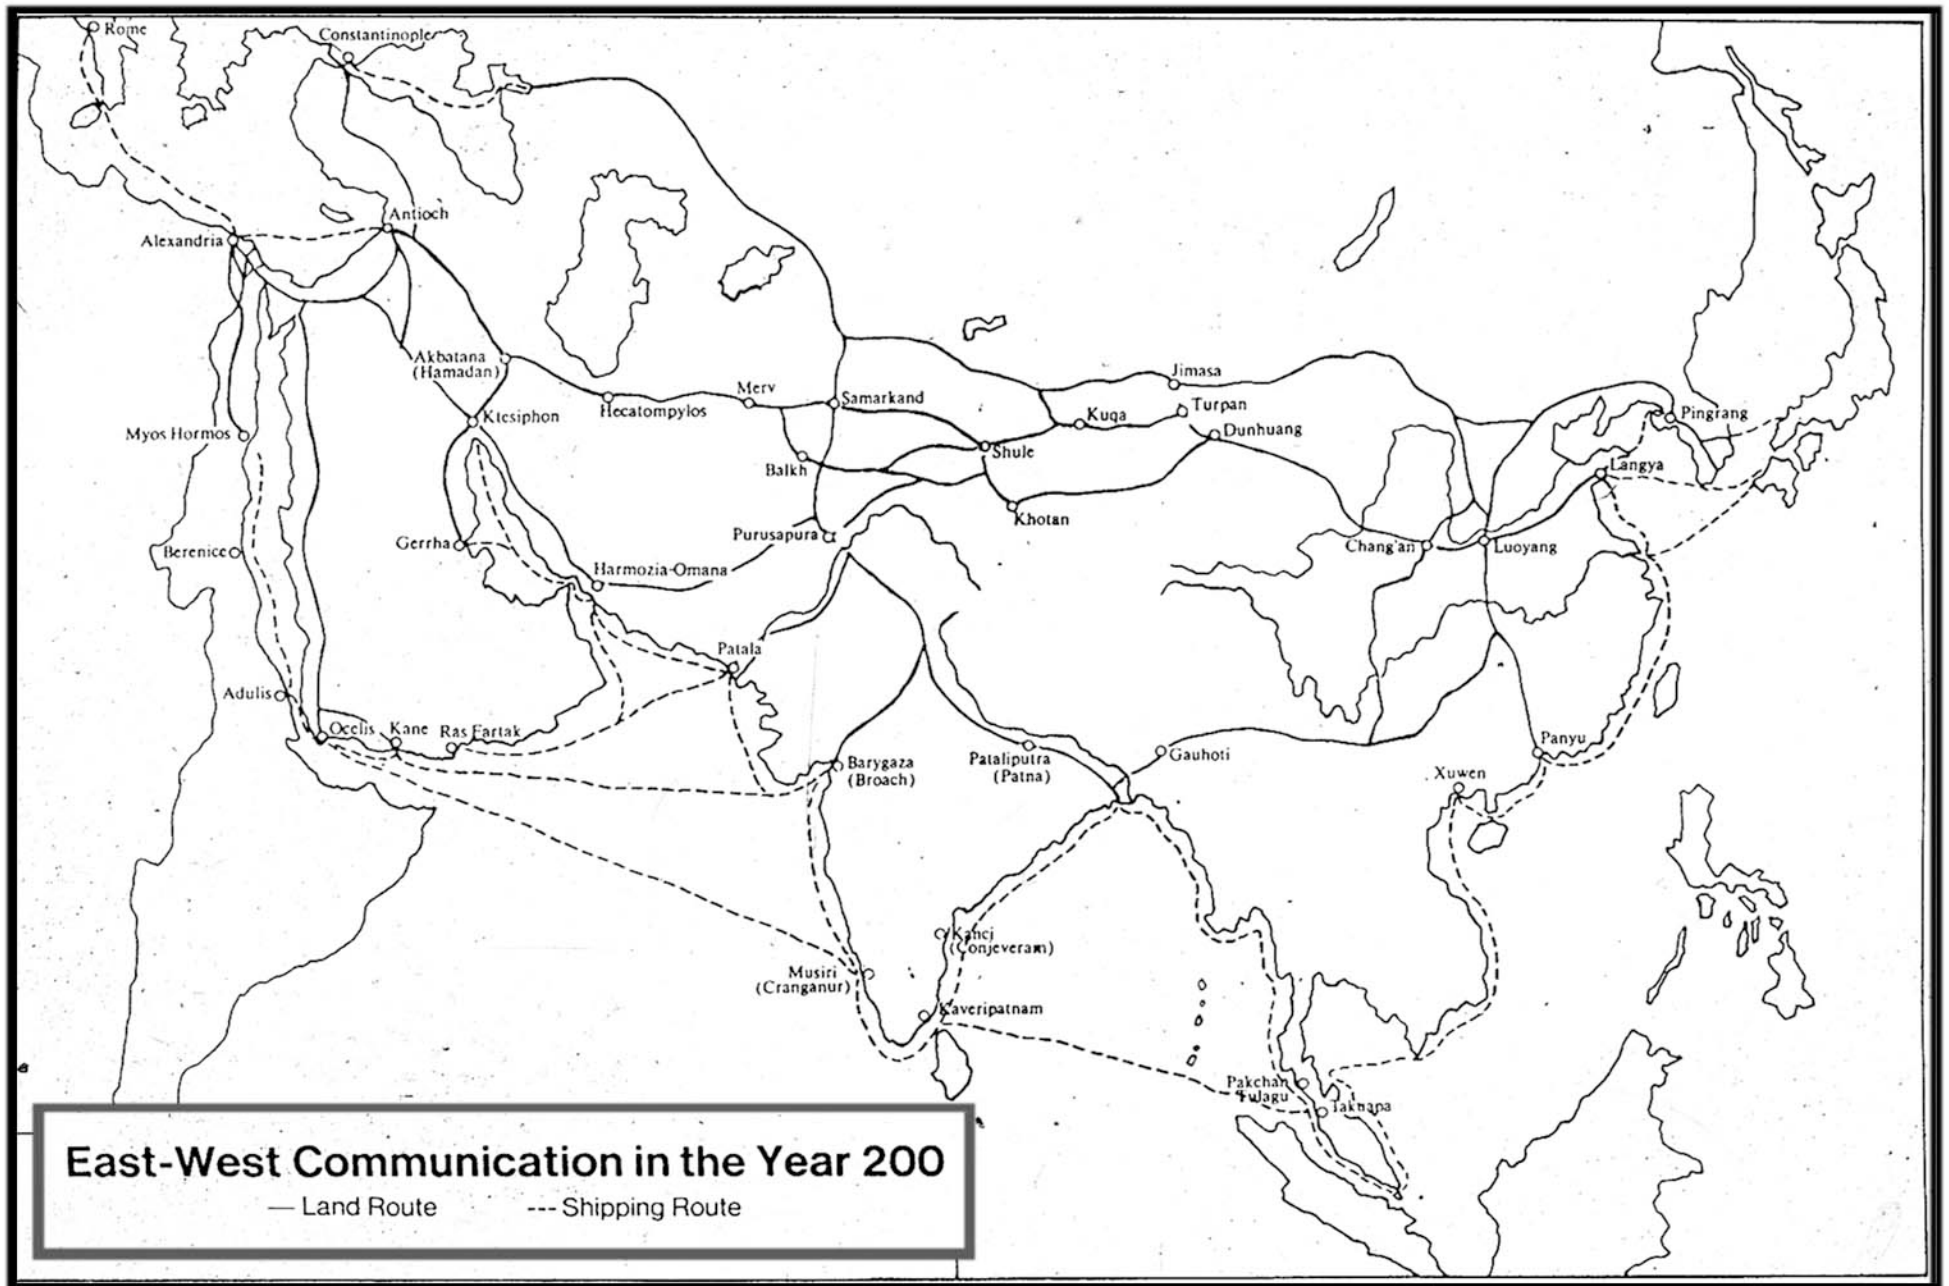 Rome
Constantinople
Antioch
Alexandria
Akbatana
(Hamadan)
Ktesiphon
Hecatompylos
Merv
Samarkand
Jimasa
Kuqa
Turpan
Dunhuang
Pingrang
Myos Hormos
Balkh
Shule
Langya
Khotan
Purusapura
Gerrha
Berenice
Harmozia-Omana
Chang'an
Luoyang
Patala
Adulis
Ocelis
Kane
Ras Fartak
Barygaza
(Broach)
Pataliputra
(Patna)
Gauhoti
Panyu
Xuwen
Kanci
(Conjeveram)
Musiri
(Cranganur)
Kaveripatnam
Pakchan
Tulagu
Takuapa
East-West Communication in the Year 200
— Land Route --- Shipping Route